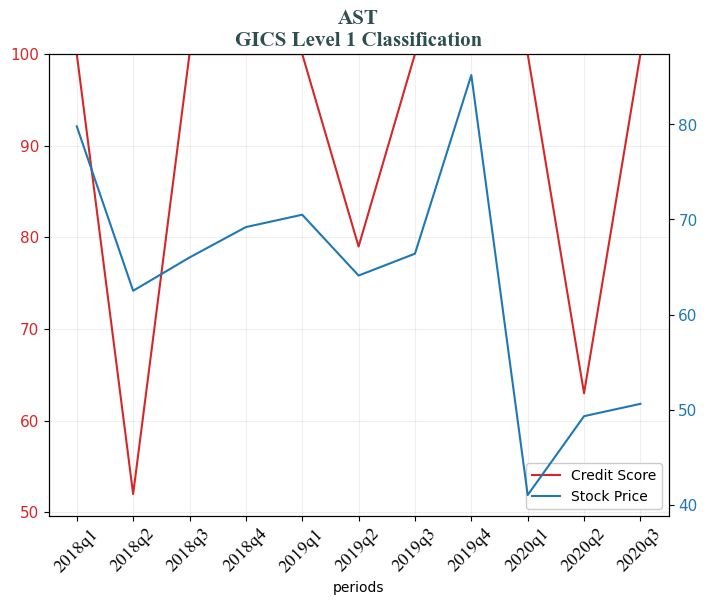 AST
GICS Level 1 Classification
100
90
80
70
60
50
80
70
60
50
40
Credit Score
Stock Price
2018q1
2018q2
2018q3
2018q4
2019q1
2019q2
2019q3
2019q4
2020q1
2020q2
2020q3
periods